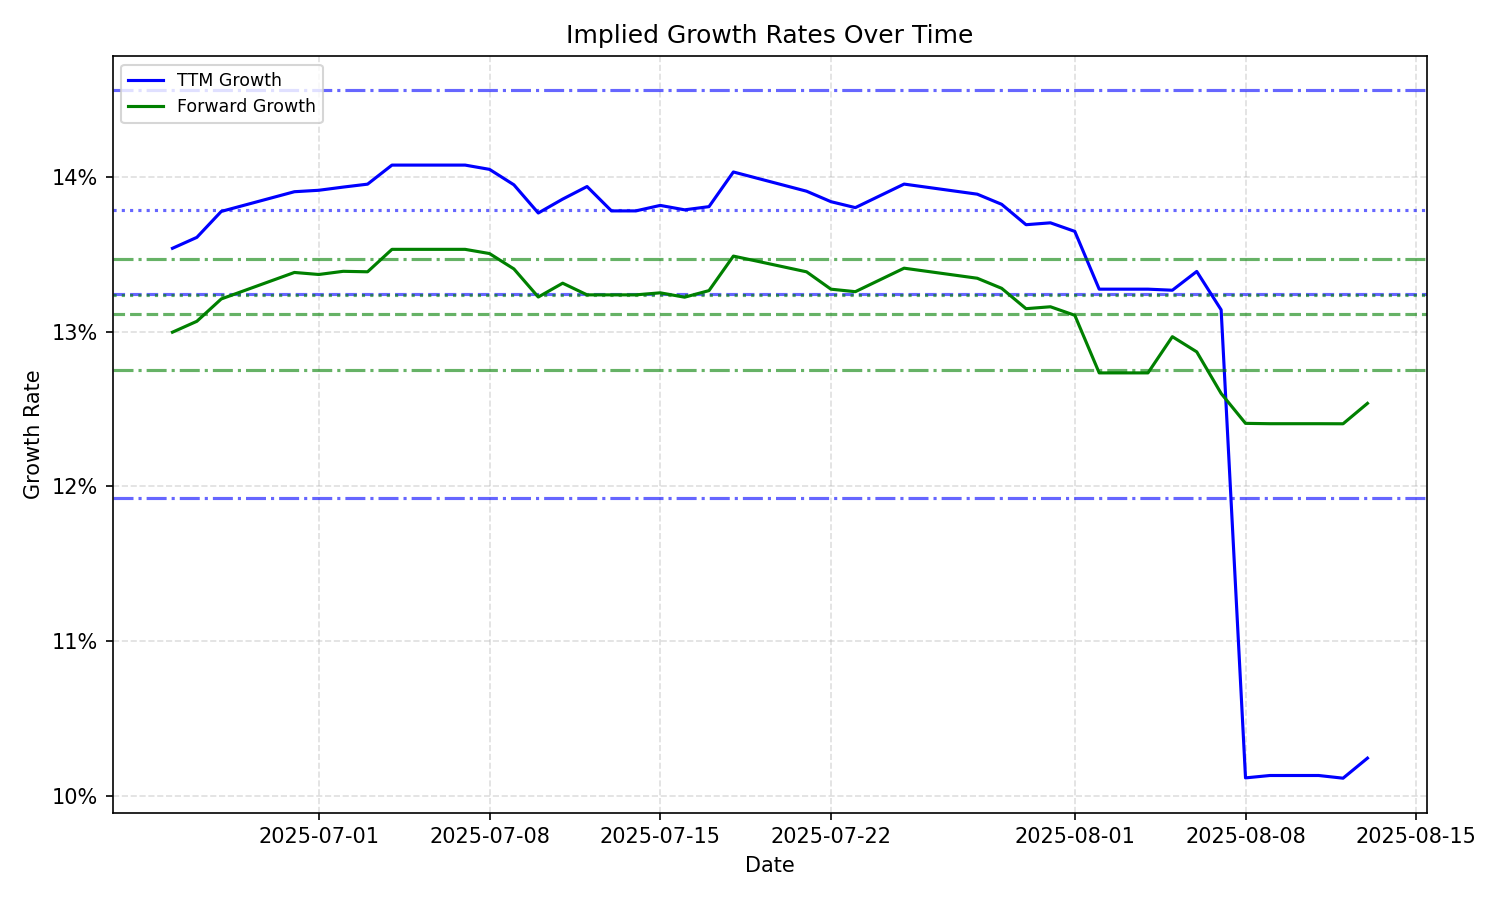 Implied Growth Rates Over Time
TTM Growth
Forward Growth
14%
13%
12%
11%
10%
Growth Rate
2025-07-01
2025-07-08
2025-07-15
2025-07-22
2025-08-01
2025-08-08
2025-08-15
Date